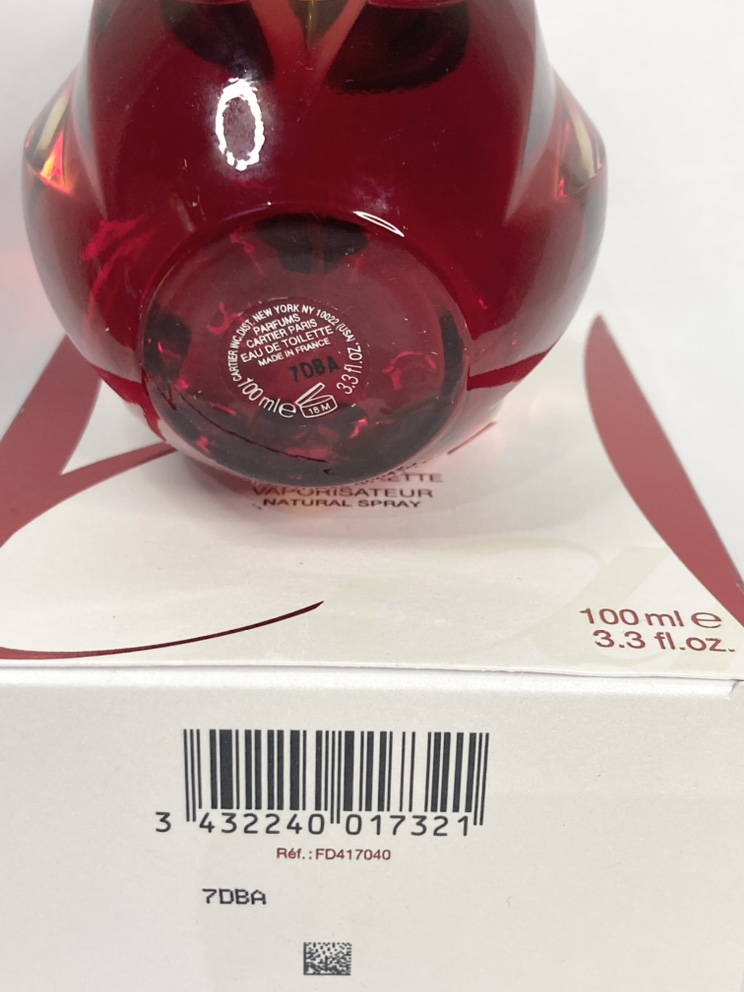 CARTIER INC.DIST. NEW YORK NY 10022 (USA)
PARFUMS
CARTIER PARIS
EAU DE TOILETTE
MADE IN FRANCE
7DBA
100 ml e
18 M
3.3 fl.oz.
VAPORISATEUR
NATURAL SPRAY
100 ml e
3.3 fl.oz.
3 432240 017321
Réf.: FD417040
7DBA